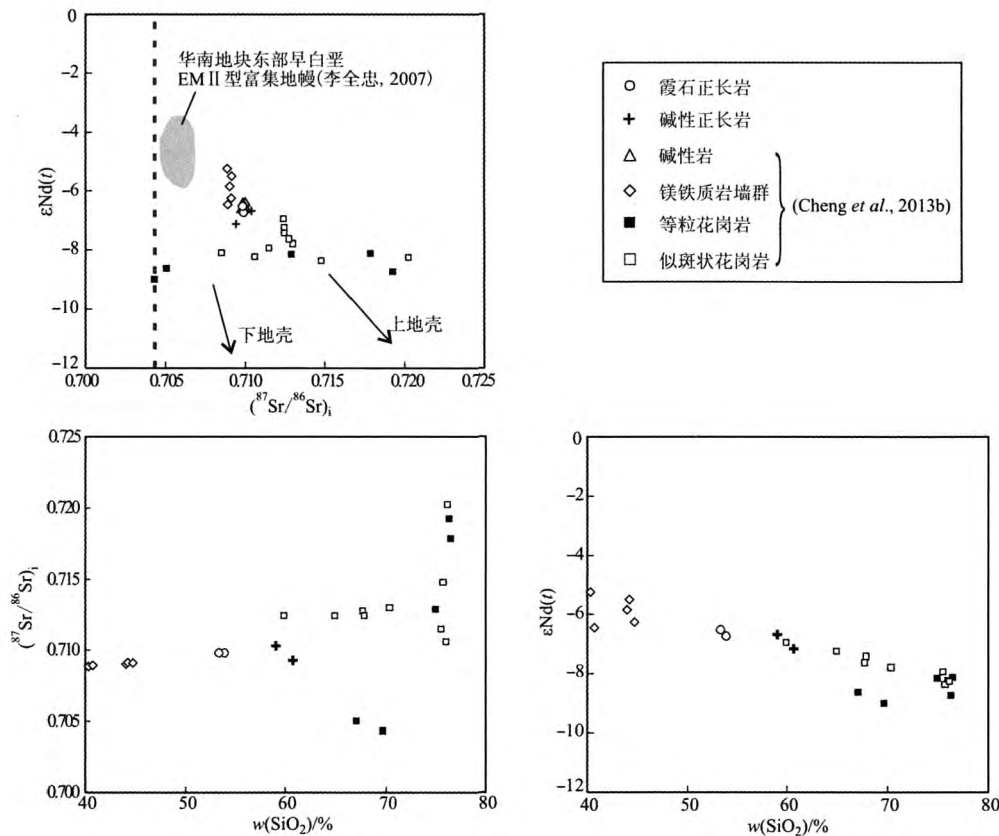 0
−2
−4
−6
−8
−10
−12
εNd(t)
华南地块东部早白垩
EMⅡ型富集地幔(李全忠, 2007)
下地壳
上地壳
0.700
0.705
0.710
0.715
0.720
0.725
(⁸⁷Sr/⁸⁶Sr)ᵢ
霞石正长岩
碱性正长岩
碱性岩
镁铁质岩墙群
等粒花岗岩
似斑状花岗岩
(Cheng et al., 2013b)
0.725
0.720
0.715
0.710
0.705
0.700
(⁸⁷Sr/⁸⁶Sr)ᵢ
40
50
60
70
80
w(SiO₂)/%
0
−2
−4
−6
−8
−10
−12
εNd(t)
40
50
60
70
80
w(SiO₂)/%